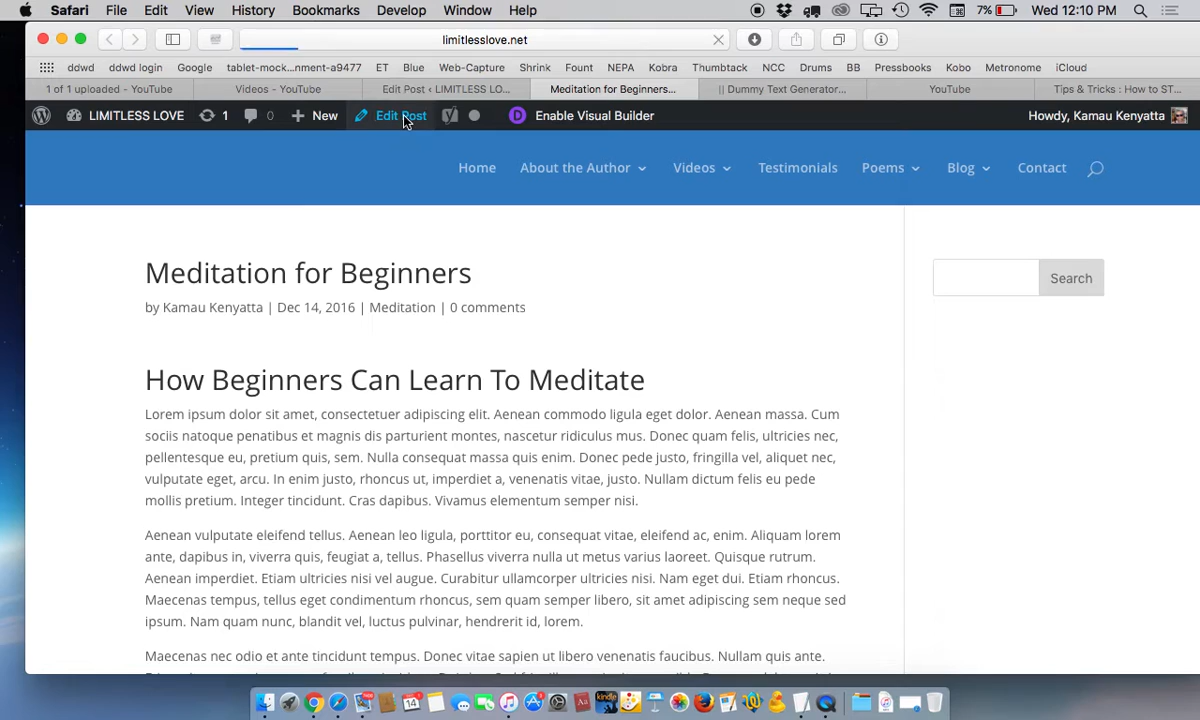 Safari File Edit View History Bookmarks Develop Window Help 7% Wed 12:10 PM
limitlesslove.net
ddwd ddwd login Google tablet-mock...nment-a9477 ET Blue Web-Capture Shrink Fount NEPA Kobra Thumbtack NCC Drums BB Pressbooks Kobo Metronome iCloud
1 of 1 uploaded - YouTube Videos - YouTube Edit Post ‹ LIMITLESS LO... Meditation for Beginners... || Dummy Text Generator... YouTube Tips & Tricks : How to ST...
LIMITLESS LOVE 1 0 New Edit Post D Enable Visual Builder Howdy, Kamau Kenyatta
Home About the Author Videos Testimonials Poems Blog Contact
Meditation for Beginners
by Kamau Kenyatta | Dec 14, 2016 | Meditation | 0 comments
Search
How Beginners Can Learn To Meditate
Lorem ipsum dolor sit amet, consectetuer adipiscing elit. Aenean commodo ligula eget dolor. Aenean massa. Cum
sociis natoque penatibus et magnis dis parturient montes, nascetur ridiculus mus. Donec quam felis, ultricies nec,
pellentesque eu, pretium quis, sem. Nulla consequat massa quis enim. Donec pede justo, fringilla vel, aliquet nec,
vulputate eget, arcu. In enim justo, rhoncus ut, imperdiet a, venenatis vitae, justo. Nullam dictum felis eu pede
mollis pretium. Integer tincidunt. Cras dapibus. Vivamus elementum semper nisi.
Aenean vulputate eleifend tellus. Aenean leo ligula, porttitor eu, consequat vitae, eleifend ac, enim. Aliquam lorem
ante, dapibus in, viverra quis, feugiat a, tellus. Phasellus viverra nulla ut metus varius laoreet. Quisque rutrum.
Aenean imperdiet. Etiam ultricies nisi vel augue. Curabitur ullamcorper ultricies nisi. Nam eget dui. Etiam rhoncus.
Maecenas tempus, tellus eget condimentum rhoncus, sem quam semper libero, sit amet adipiscing sem neque sed
ipsum. Nam quam nunc, blandit vel, luctus pulvinar, hendrerit id, lorem.
Maecenas nec odio et ante tincidunt tempus. Donec vitae sapien ut libero venenatis faucibus. Nullam quis ante.